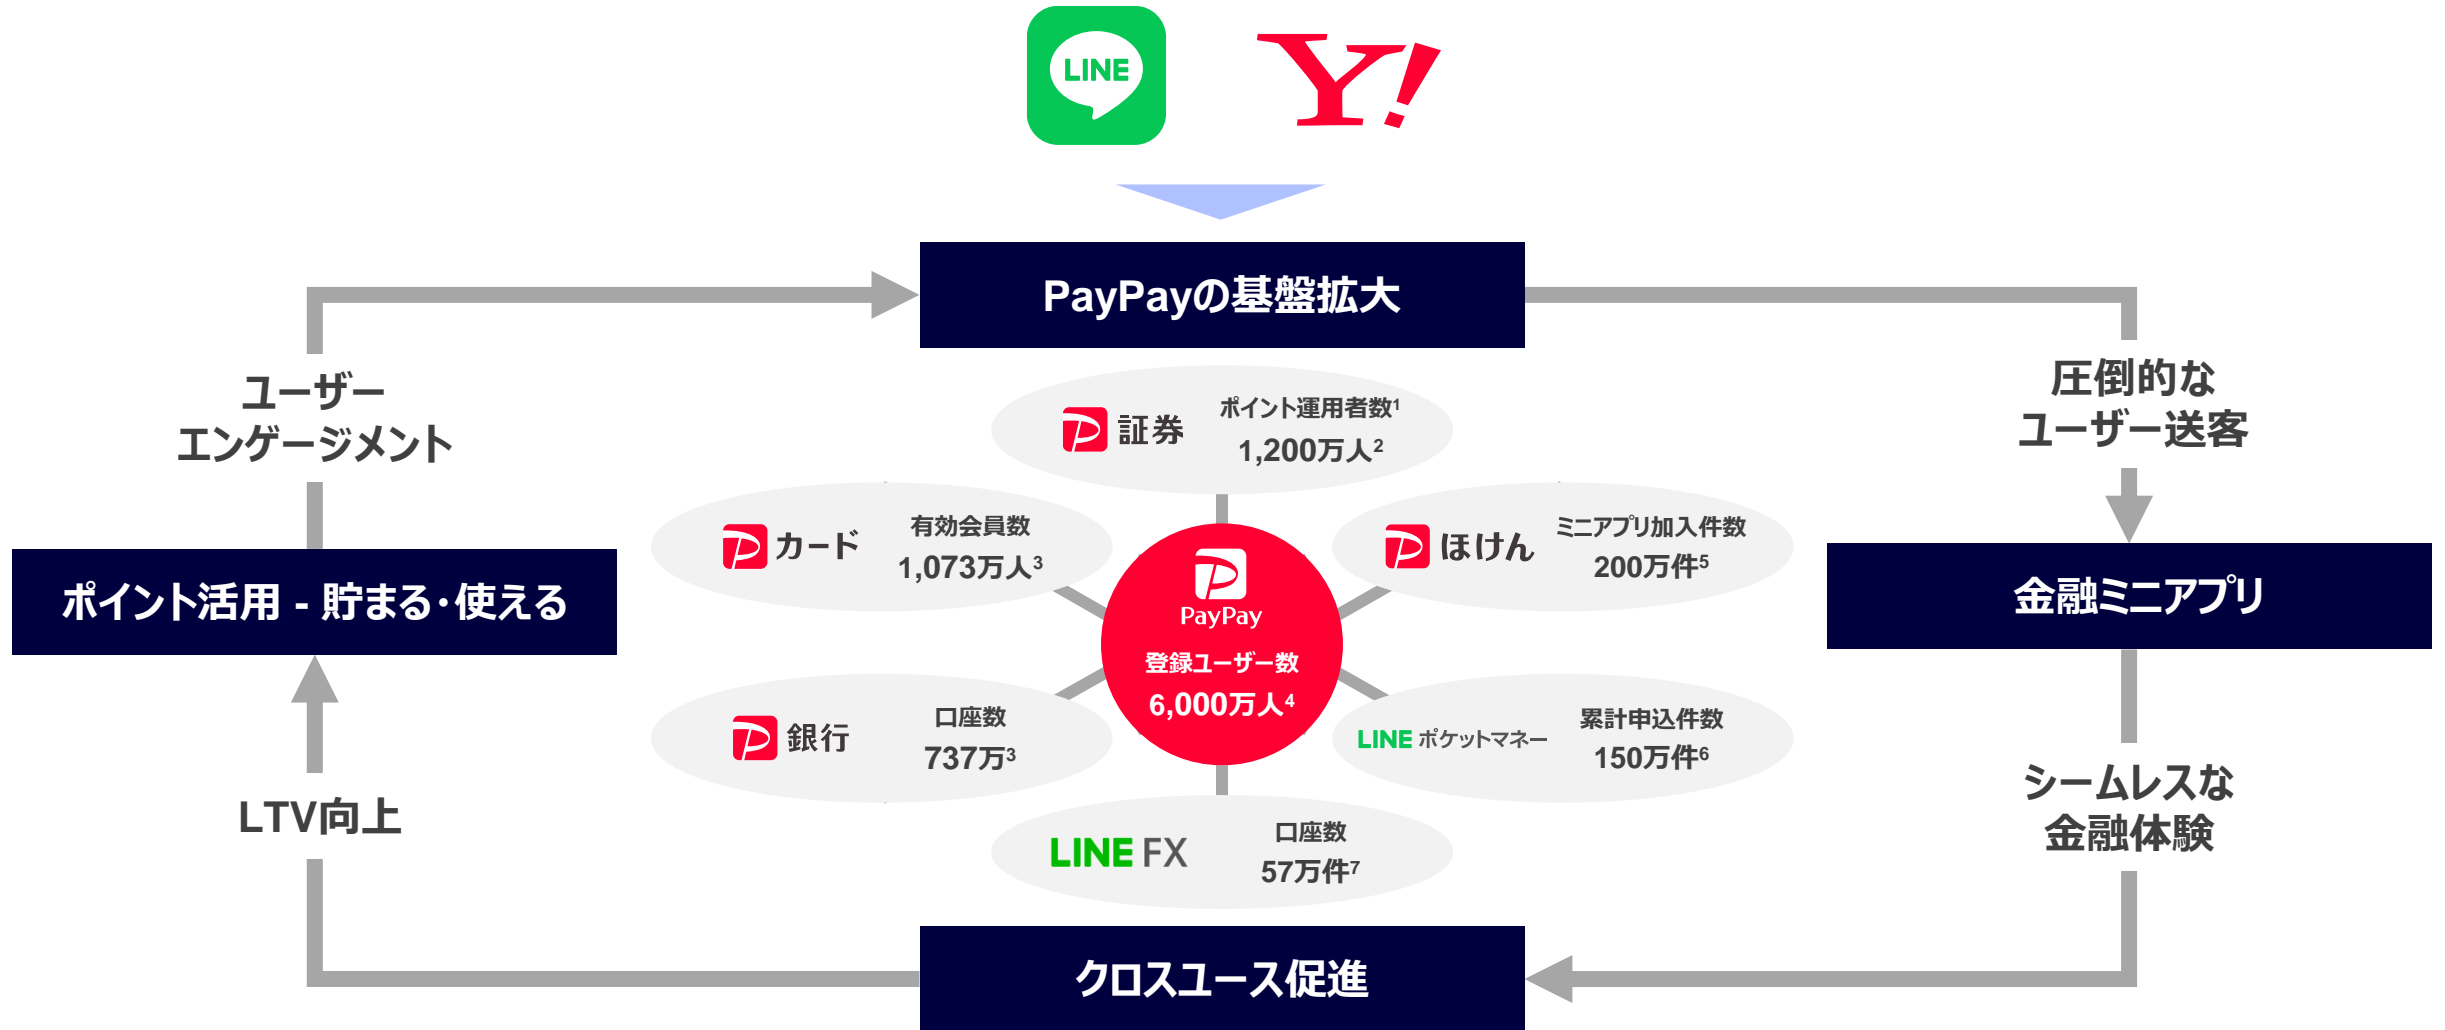 LINE
Y!
PayPayの基盤拡大
ユーザー
エンゲージメント
圧倒的な
ユーザー送客
証券
ポイント運用者数1
1,200万人2
カード
有効会員数
1,073万人3
ほけん
ミニアプリ加入件数
200万件5
ポイント活用 - 貯まる・使える
PayPay
登録ユーザー数
6,000万人4
金融ミニアプリ
銀行
口座数
737万3
LINE ポケットマネー
累計申込件数
150万件6
LTV向上
シームレスな
金融体験
LINE FX
口座数
57万件7
クロスユース促進